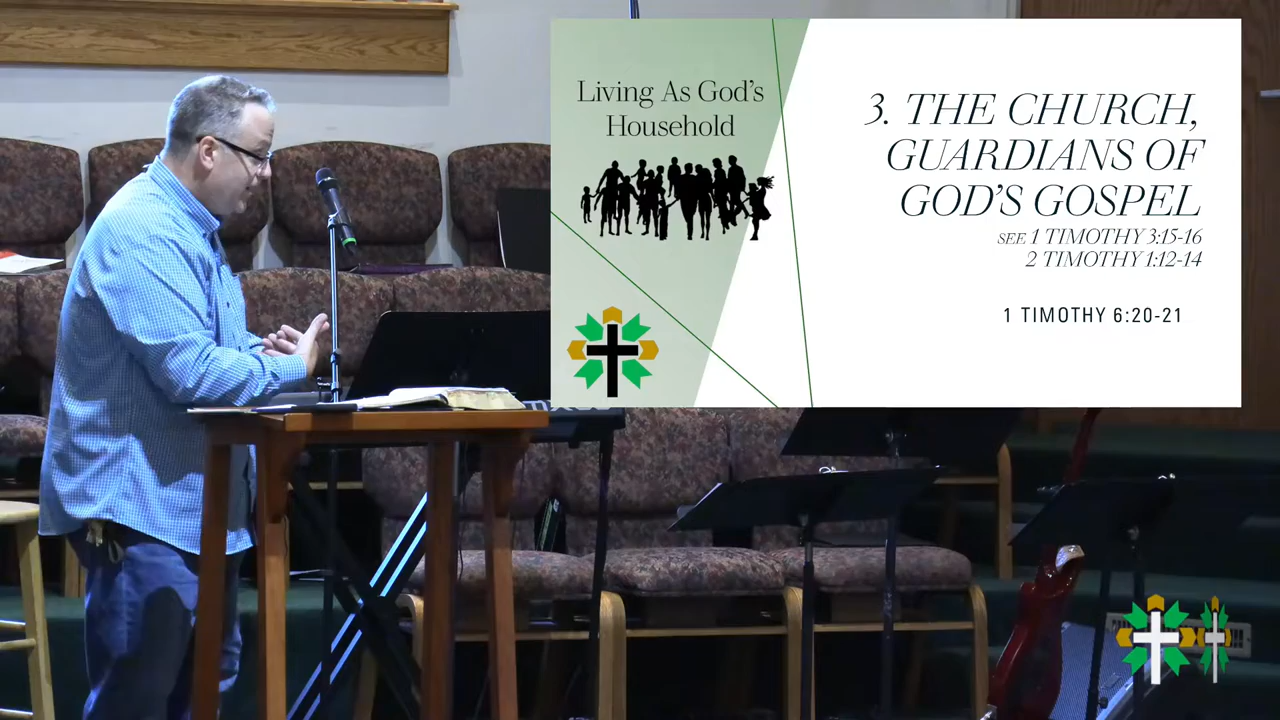 Living As God's
Household
3. THE CHURCH,
GUARDIANS OF
GOD'S GOSPEL
SEE 1 TIMOTHY 3:15-16
2 TIMOTHY 1:12-14
1 TIMOTHY 6:20-21